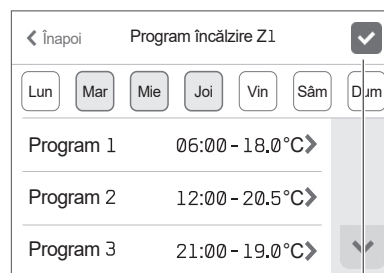 Înapoi Program încălzire Z1
Lun Mar Mie Joi Vin Sâm Dum
Program 1 06:00 - 18.0°C
Program 2 12:00 - 20.5°C
Program 3 21:00 - 19.0°C